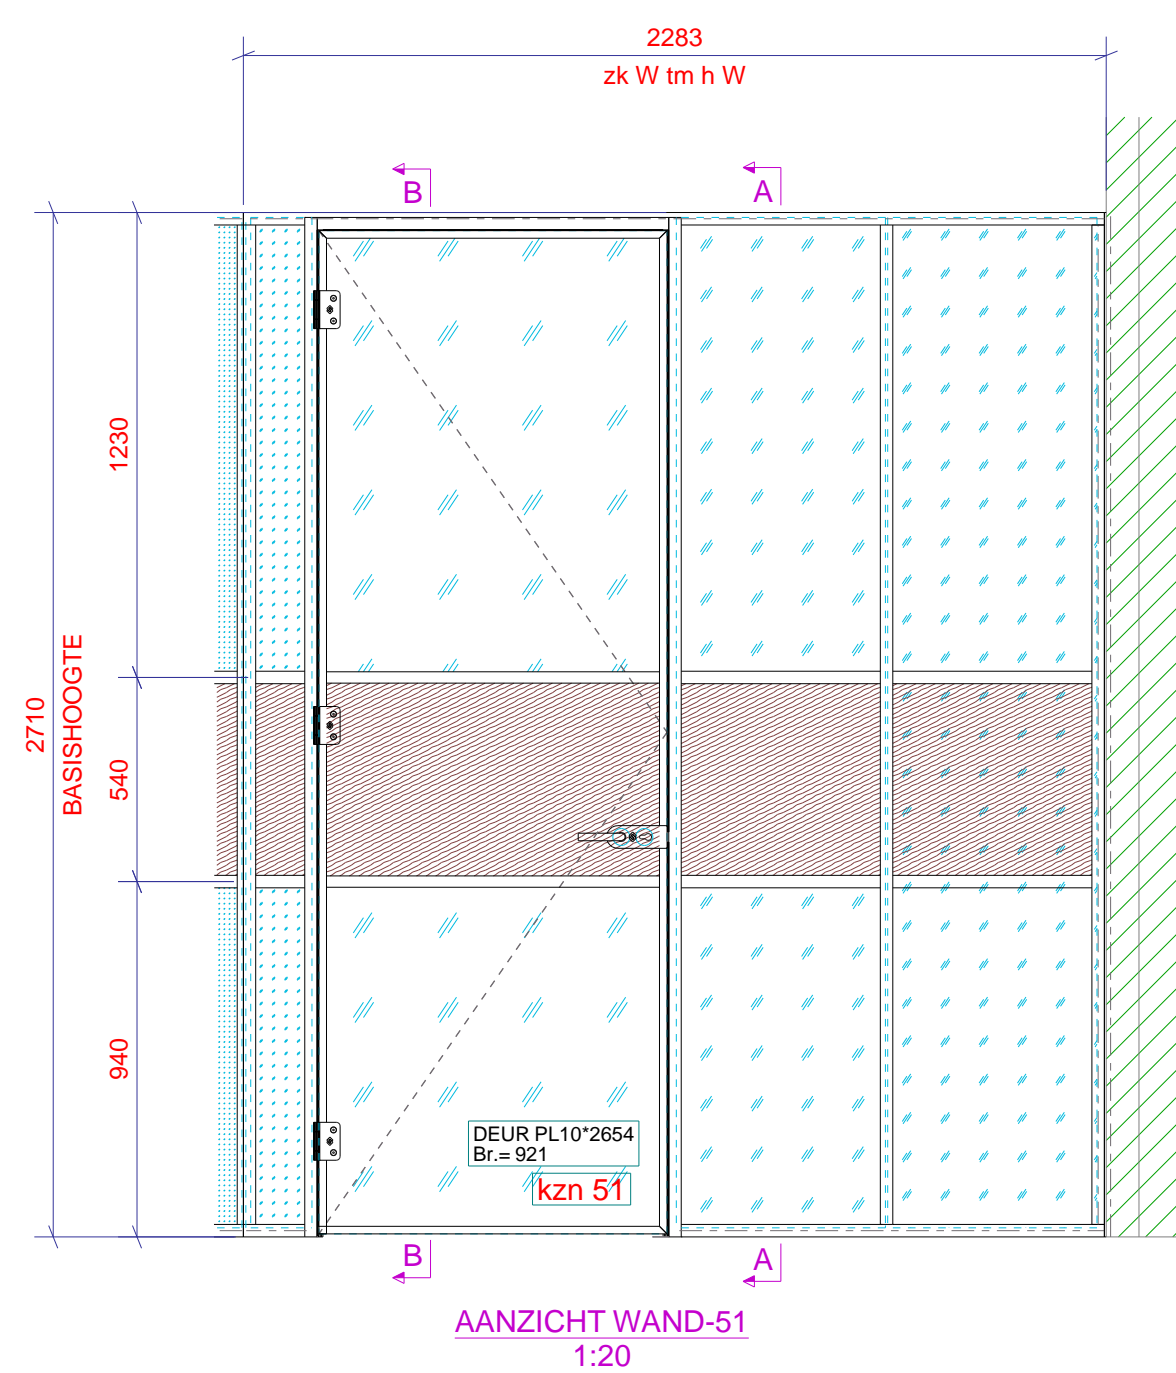 2283
zk W tm h W
B
A
1230
2710
BASISHOOGTE
540
940
DEUR PL10*2654
Br.= 921
kzn 51
B
A
AANZICHT WAND-51
1:20